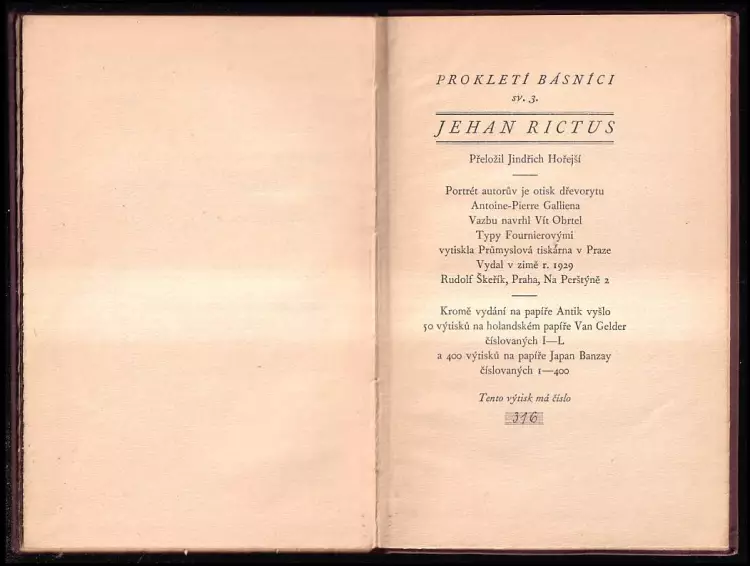 PROKLETÍ BÁSNÍCI
sv. 3.
JEHAN RICTUS
Přeložil Jindřich Hořejší
Portrét autorův je otisk dřevorytu
Antoine-Pierre Galliena
Vazbu navrhl Vít Obrtel
Typy Fournierovými
vytiskla Průmyslová tiskárna v Praze
Vydal v zimě r. 1929
Rudolf Škeřík, Praha, Na Perštýně 2
Kromě vydání na papíře Antik vyšlo
50 výtisků na holandském papíře Van Gelder
číslovaných I—L
a 400 výtisků na papíře Japan Banzay
číslovaných 1—400
Tento výtisk má číslo
316